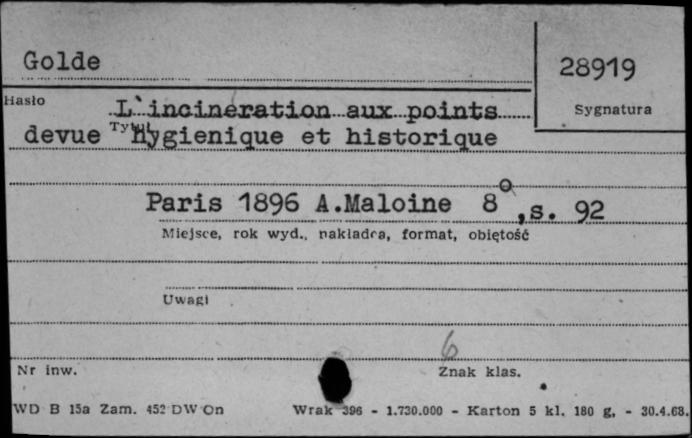 Golde
28919
Hasło
Sygnatura
L'incineration aux points
Tytuł
devue hygienique et historique
Paris 1896 A.Maloine 8o,s. 92
Miejsce, rok wyd., nakładca, format, objętość
Uwagi
6
Nr inw.
Znak klas.
WD B 15a Zam. 452 DW On
Wrak 396 - 1.730.000 - Karton 5 kl. 180 g, - 30.4.68.